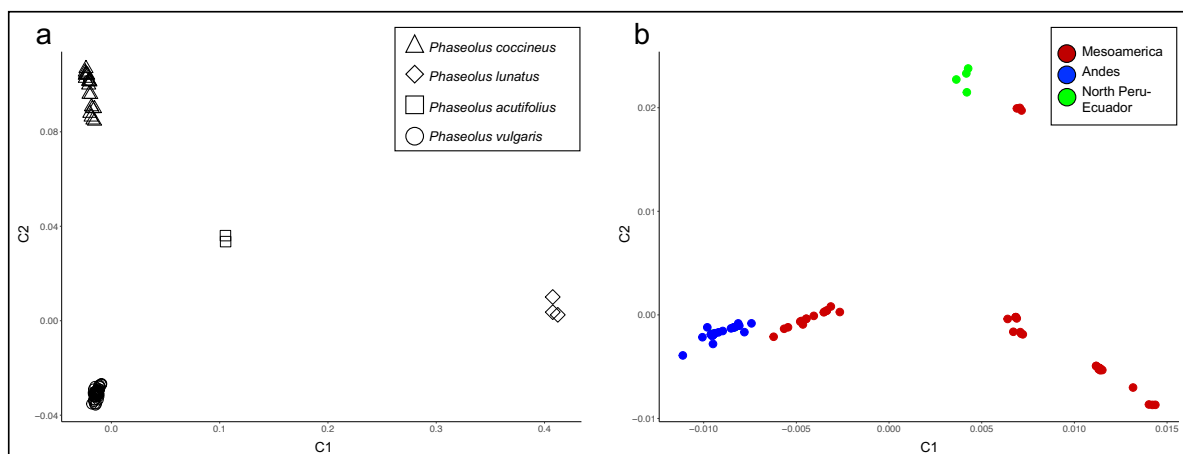 a
Phaseolus coccineus
Phaseolus lunatus
Phaseolus acutifolius
Phaseolus vulgaris
0.08
0.04
0.00
−0.04
C2
0.0
0.1
0.2
0.3
0.4
C1
b
Mesoamerica
Andes
North Peru-
Ecuador
0.02
0.01
0.00
−0.01
C2
−0.010
−0.005
0.000
0.005
0.010
0.015
C1